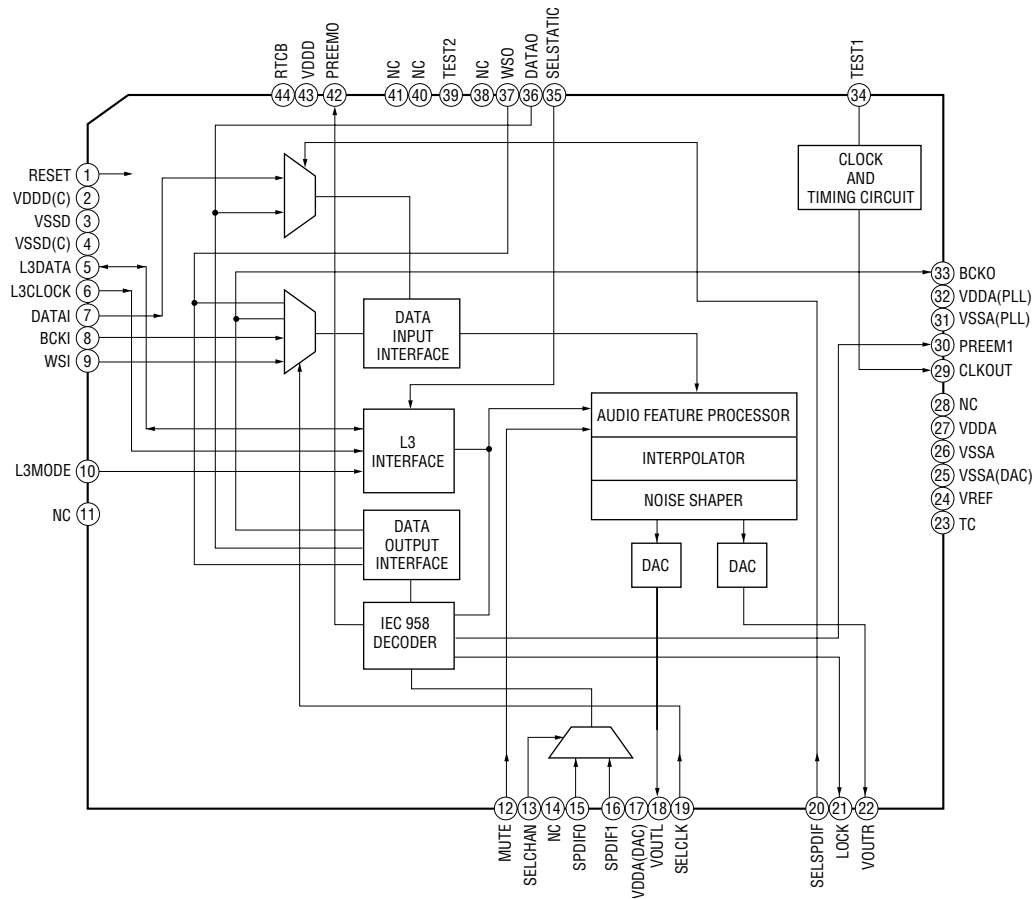 RTCB
VDDD
PREEMO
NC
NC
TEST2
NC
WSO
DATAO
SELSTATIC
TEST1
44
43
42
41
40
39
38
37
36
35
34
RESET
1
VDDD(C)
2
VSSD
3
VSSD(C)
4
L3DATA
5
L3CLOCK
6
DATAI
7
BCKI
8
WSI
9
L3MODE
10
NC
11
CLOCK
AND
TIMING CIRCUIT
DATA
INPUT
INTERFACE
L3
INTERFACE
DATA
OUTPUT
INTERFACE
IEC 958
DECODER
AUDIO FEATURE PROCESSOR
INTERPOLATOR
NOISE SHAPER
DAC
DAC
33
BCKO
32
VDDA(PLL)
31
VSSA(PLL)
30
PREEM1
29
CLKOUT
28
NC
27
VDDA
26
VSSA
25
VSSA(DAC)
24
VREF
23
TC
12
13
14
15
16
17
18
19
20
21
22
MUTE
SELCHAN
NC
SPDIF0
SPDIF1
VDDA(DAC)
VOUTL
SELCLK
SELSPDIF
LOCK
VOUTR